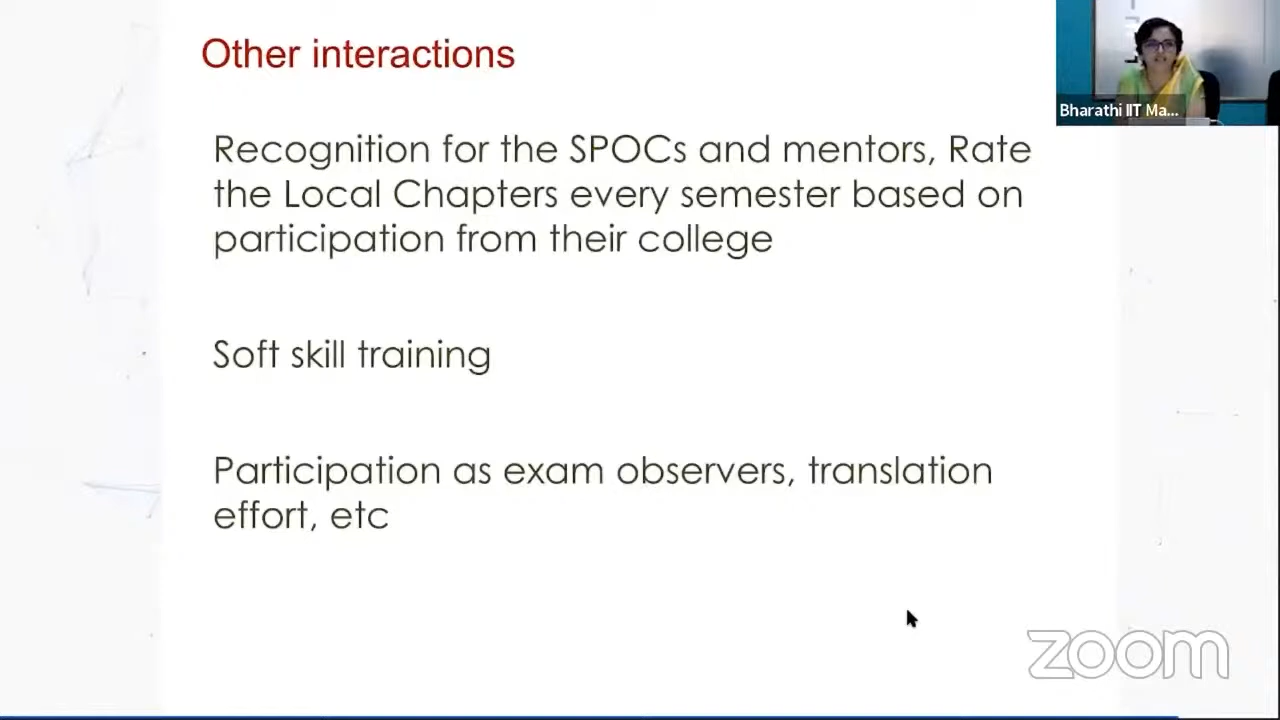 Other interactions
Bharathi IIT Ma...
Recognition for the SPOCs and mentors, Rate
the Local Chapters every semester based on
participation from their college
Soft skill training
Participation as exam observers, translation
effort, etc
zoom